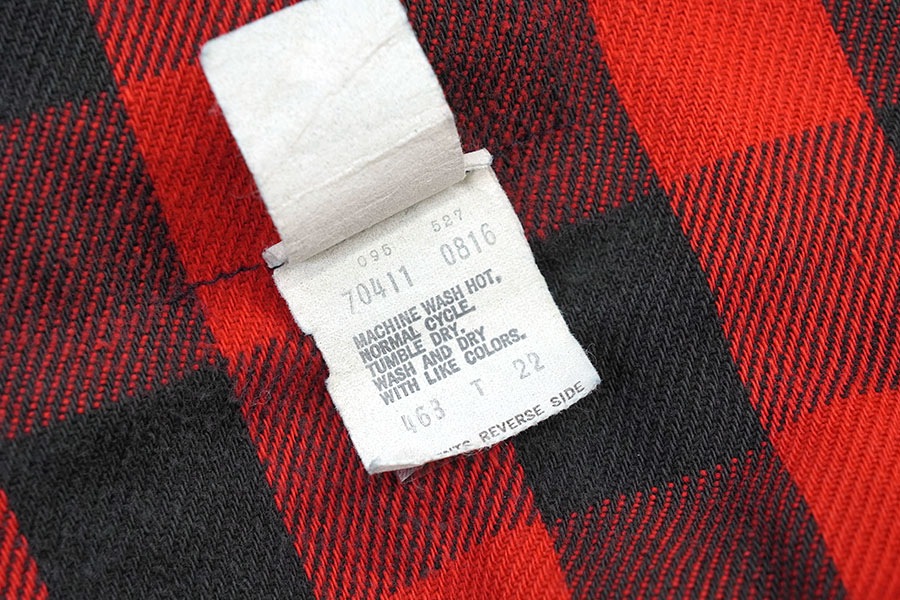 095 527
70411 0816
MACHINE WASH HOT,
NORMAL CYCLE.
TUMBLE DRY.
WASH AND DRY
WITH LIKE COLORS.
463 T 22
REVERSE SIDE